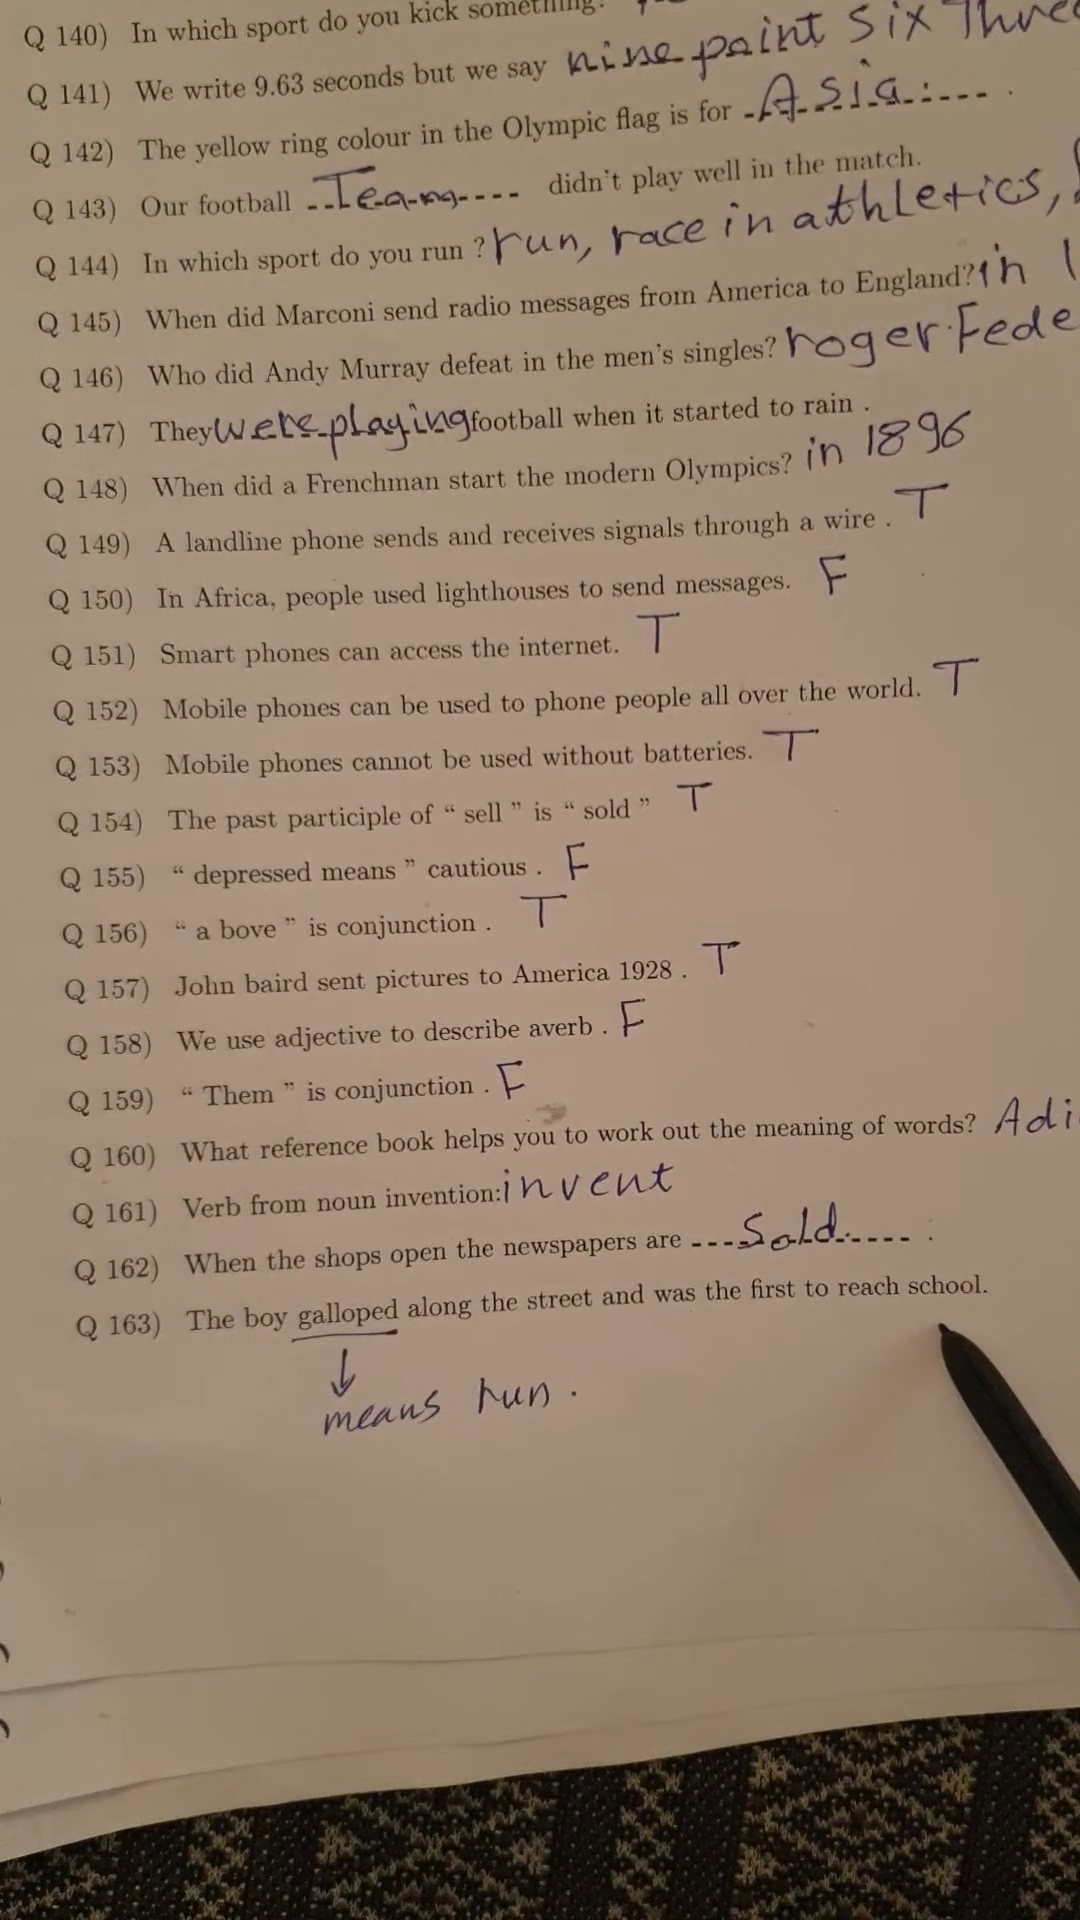 Q 140) In which sport do you kick something?
Q 141) We write 9.63 seconds but we say nine point six three
Q 142) The yellow ring colour in the Olympic flag is for Asia .
Q 143) Our football Team didn't play well in the match.
Q 144) In which sport do you run ? run, race in athletics,
Q 145) When did Marconi send radio messages from America to England? in
Q 146) Who did Andy Murray defeat in the men's singles? roger Fede
Q 147) They were playing football when it started to rain .
Q 148) When did a Frenchman start the modern Olympics? in 1896
Q 149) A landline phone sends and receives signals through a wire . T
Q 150) In Africa, people used lighthouses to send messages. F
Q 151) Smart phones can access the internet. T
Q 152) Mobile phones can be used to phone people all over the world. T
Q 153) Mobile phones cannot be used without batteries. T
Q 154) The past participle of “ sell ” is “ sold ” T
Q 155) “ depressed means ” cautious . F
Q 156) “ a bove ” is conjunction . T
Q 157) John baird sent pictures to America 1928 . T
Q 158) We use adjective to describe averb . F
Q 159) “ Them ” is conjunction . F
Q 160) What reference book helps you to work out the meaning of words? Adi
Q 161) Verb from noun invention: invent
Q 162) When the shops open the newspapers are ---Sold---- .
Q 163) The boy galloped along the street and was the first to reach school.
means run .